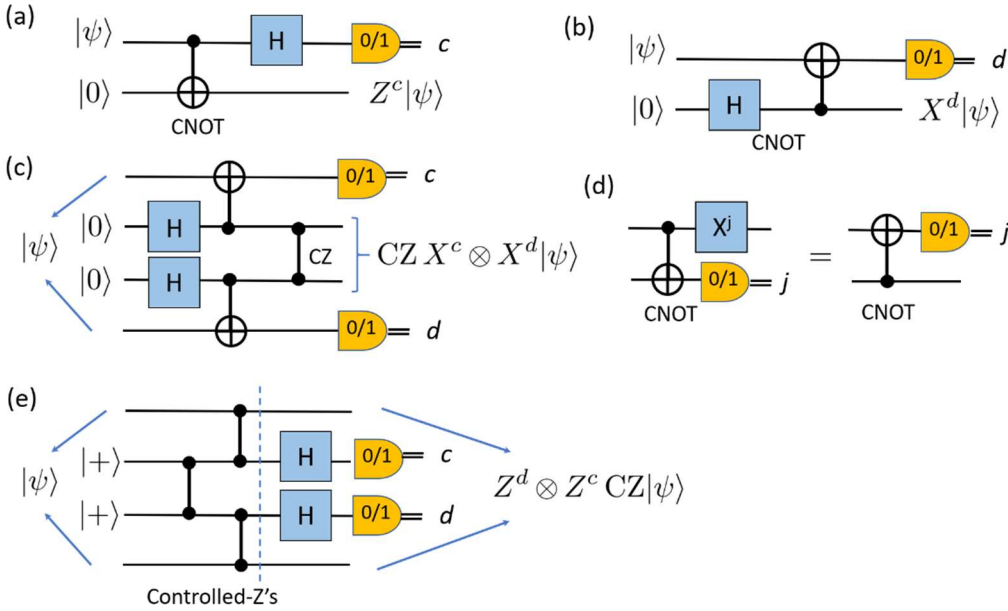 (a)
|ψ⟩ H 0/1 c
|0⟩ Z^c|ψ⟩
CNOT
(b)
|ψ⟩ 0/1 d
|0⟩ H X^d|ψ⟩
CNOT
(c)
0/1 c
|0⟩ H
|ψ⟩ CZ CZ X^c ⊗ X^d|ψ⟩
|0⟩ H
0/1 d
(d)
X^j 0/1 j
0/1 j =
CNOT CNOT
(e)
|+⟩ H 0/1 c
|ψ⟩ Z^d ⊗ Z^c CZ|ψ⟩
|+⟩ H 0/1 d
Controlled-Z's